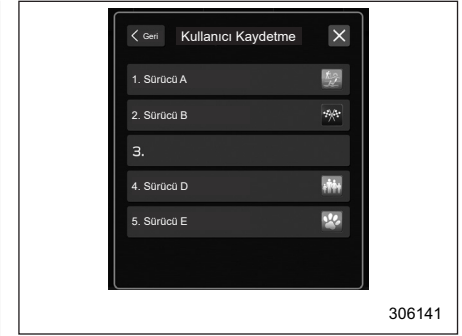 Geri
Kullanıcı Kaydetme
1. Sürücü A
2. Sürücü B
3.
4. Sürücü D
5. Sürücü E
306141